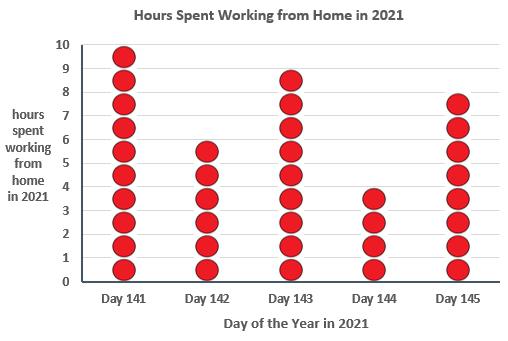 Hours Spent Working from Home in 2021
10
9
8
7
6
5
4
3
2
1
0
hours
spent
working
from
home
in 2021
Day 141 Day 142 Day 143 Day 144 Day 145
Day of the Year in 2021